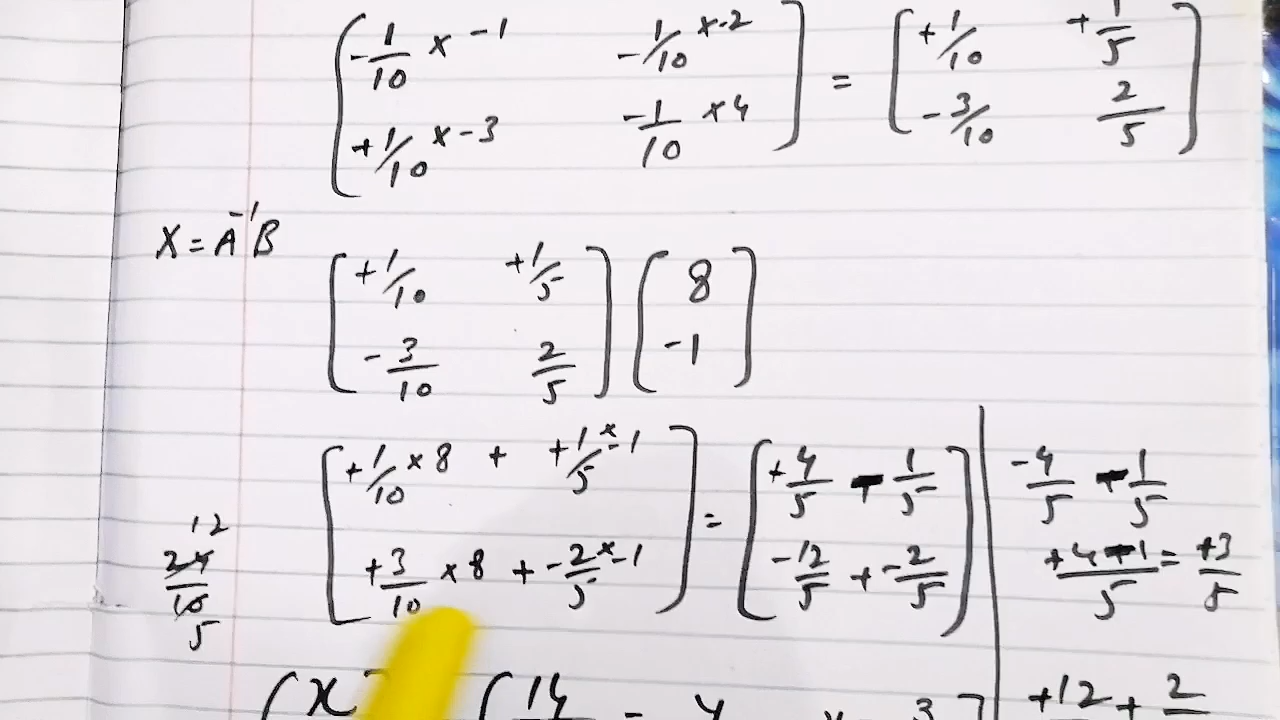 -1/10 x -1 -1/10 x-2 = +1/10 +1/5
+1/10 x -3 -1/10 x 4 -3/10 2/5
X = A⁻¹B
+1/10 +1/5 8
-3/10 2/5 -1
+1/10 x 8 + +1/5 x -1 = +4/5 - 1/5 -4/5 - 1/5
+3/10 x 8 + -2/5 x -1 -12/5 + -2/5 +4-1/5 = +3/5
12
24/10
5
x 14 +12 + 2